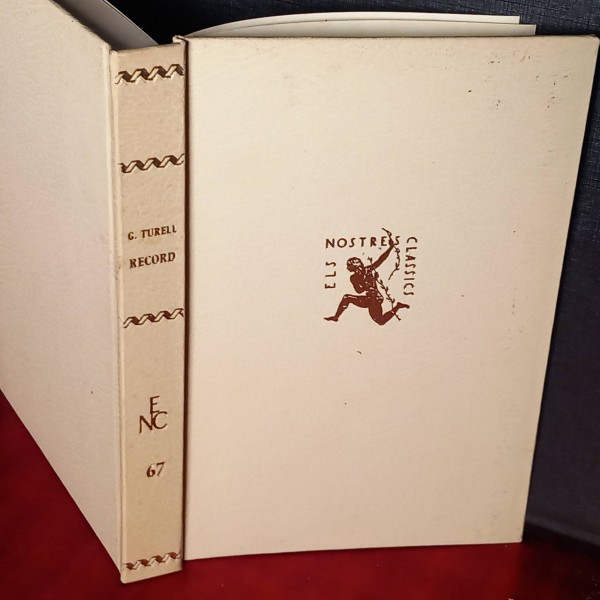 G. TURELL
RECORD
E
NC
67
ELS NOSTRES CLASSICS